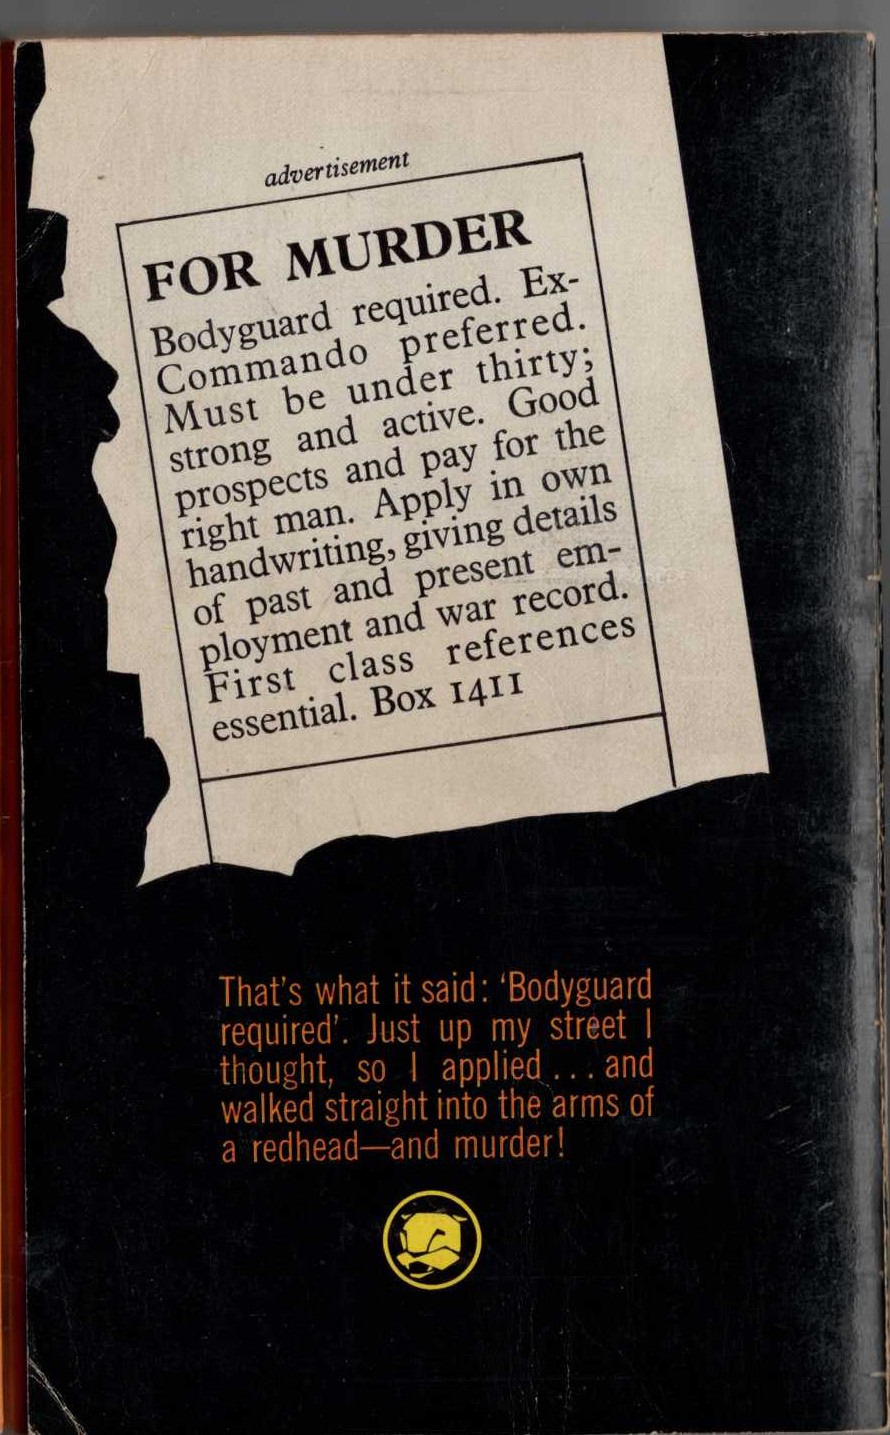 advertisement
FOR MURDER
Bodyguard required. Ex-
Commando preferred.
Must be under thirty;
strong and active. Good
prospects and pay for the
right man. Apply in own
handwriting, giving details
of past and present em-
ployment and war record.
First class references
essential. Box 1411
That's what it said: 'Bodyguard
required'. Just up my street I
thought, so I applied ... and
walked straight into the arms of
a redhead—and murder!